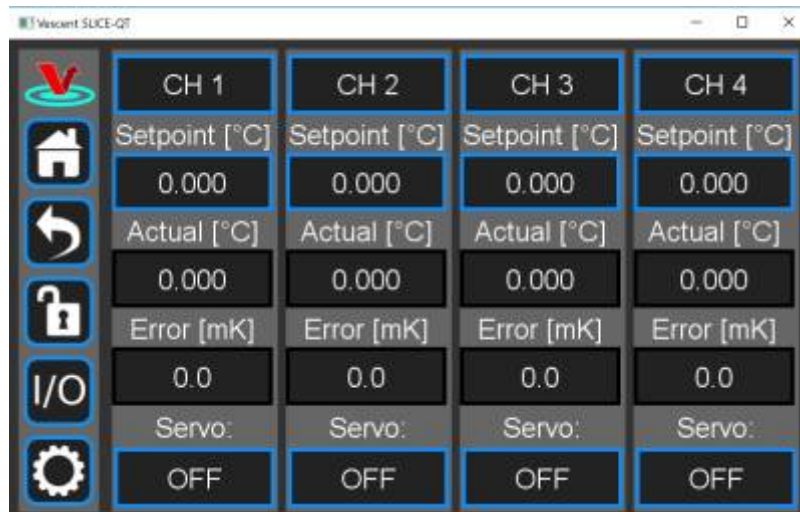 Vescent SLICE-QT
CH 1 CH 2 CH 3 CH 4
Setpoint [°C] Setpoint [°C] Setpoint [°C] Setpoint [°C]
0.000 0.000 0.000 0.000
Actual [°C] Actual [°C] Actual [°C] Actual [°C]
0.000 0.000 0.000 0.000
Error [mK] Error [mK] Error [mK] Error [mK]
I/O 0.0 0.0 0.0 0.0
Servo: Servo: Servo: Servo:
OFF OFF OFF OFF